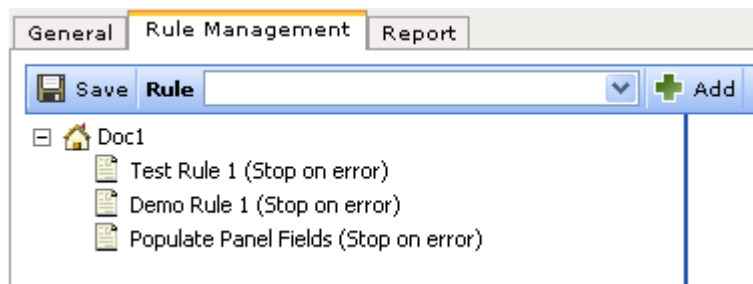 General Rule Management Report
Save Rule Add
Doc1
Test Rule 1 (Stop on error)
Demo Rule 1 (Stop on error)
Populate Panel Fields (Stop on error)